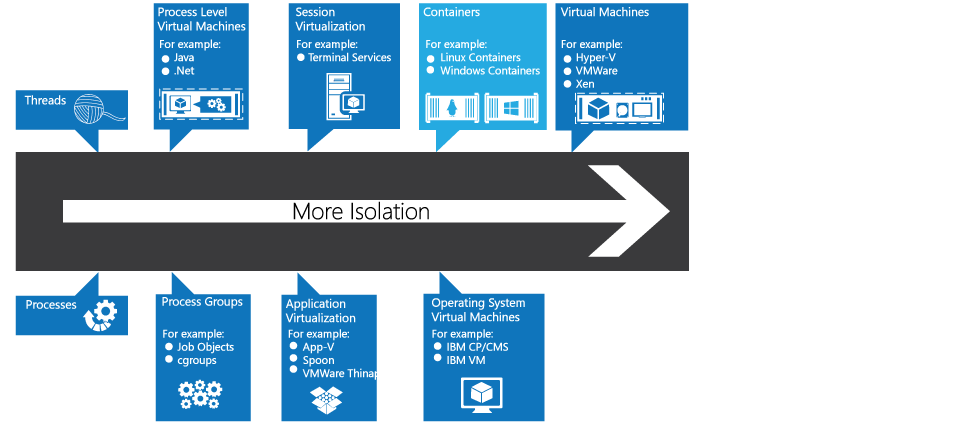 Process Level
Virtual Machines
For example:
Java
.Net
Session
Virtualization
For example:
Terminal Services
Containers
For example:
Linux Containers
Windows Containers
Virtual Machines
For example:
Hyper-V
VMWare
Xen
Threads
More Isolation
Processes
Process Groups
For example:
Job Objects
cgroups
Application
Virtualization
For example:
App-V
Spoon
VMWare Thinap
Operating System
Virtual Machines
For example:
IBM CP/CMS
IBM VM